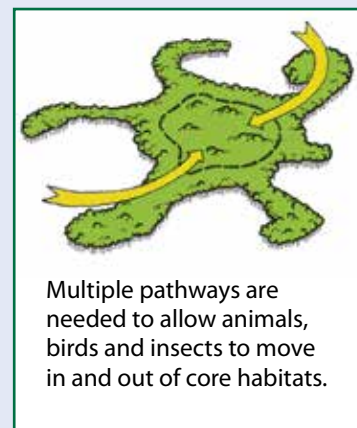 Multiple pathways are
needed to allow animals,
birds and insects to move
in and out of core habitats.